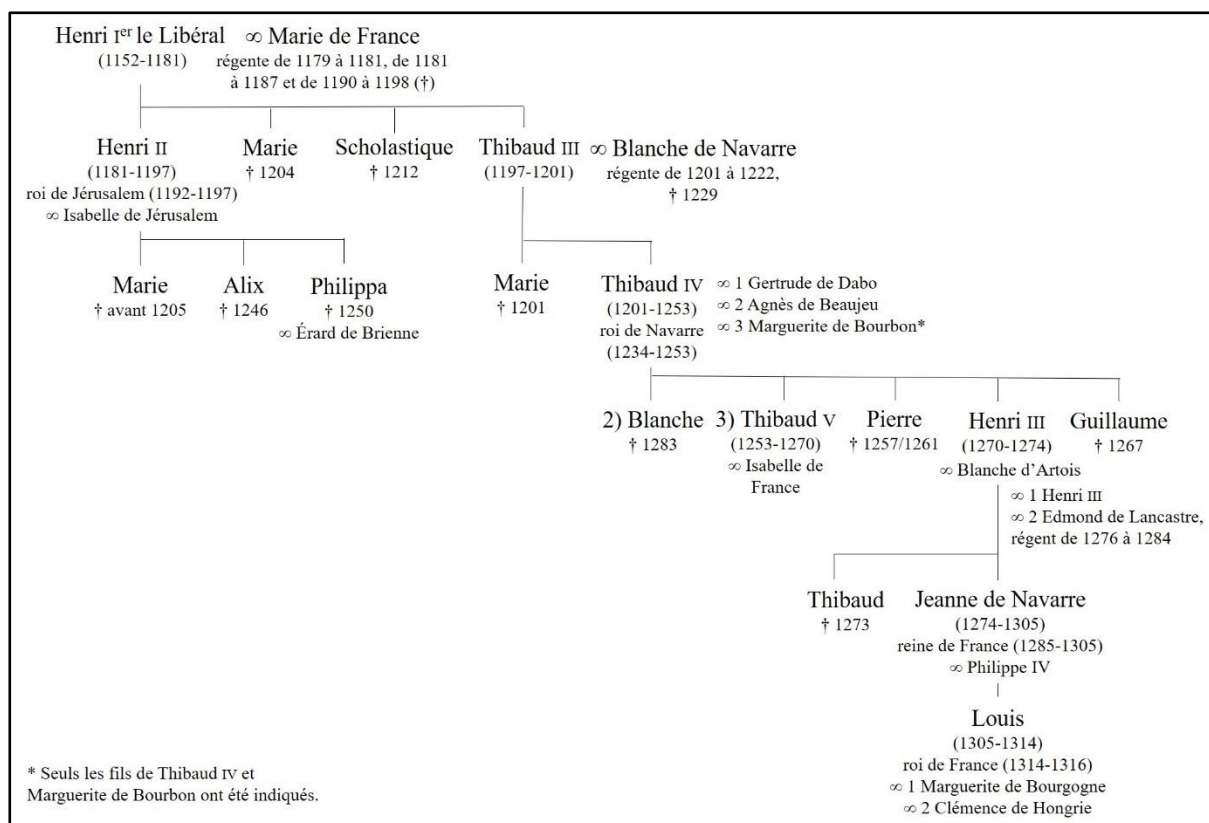 Henri Iᵉʳ le Libéral ∞ Marie de France
(1152-1181)
régente de 1179 à 1181, de 1181
à 1187 et de 1190 à 1198 (†)
Henri II
(1181-1197)
roi de Jérusalem (1192-1197)
∞ Isabelle de Jérusalem
Marie
† 1204
Scholastique
† 1212
Thibaud III
(1197-1201)
∞ Blanche de Navarre
régente de 1201 à 1222,
† 1229
Marie
† avant 1205
Alix
† 1246
Philippa
† 1250
∞ Érard de Brienne
Marie
† 1201
Thibaud IV
(1201-1253)
roi de Navarre
(1234-1253)
∞ 1 Gertrude de Dabo
∞ 2 Agnès de Beaujeu
∞ 3 Marguerite de Bourbon*
2) Blanche
† 1283
3) Thibaud V
(1253-1270)
∞ Isabelle de
France
Pierre
† 1257/1261
Henri III
(1270-1274)
∞ Blanche d’Artois
Guillaume
† 1267
∞ 1 Henri III
∞ 2 Edmond de Lancastre,
régent de 1276 à 1284
Thibaud
† 1273
Jeanne de Navarre
(1274-1305)
reine de France (1285-1305)
∞ Philippe IV
Louis
(1305-1314)
roi de France (1314-1316)
∞ 1 Marguerite de Bourgogne
∞ 2 Clémence de Hongrie
* Seuls les fils de Thibaud IV et
Marguerite de Bourbon ont été indiqués.